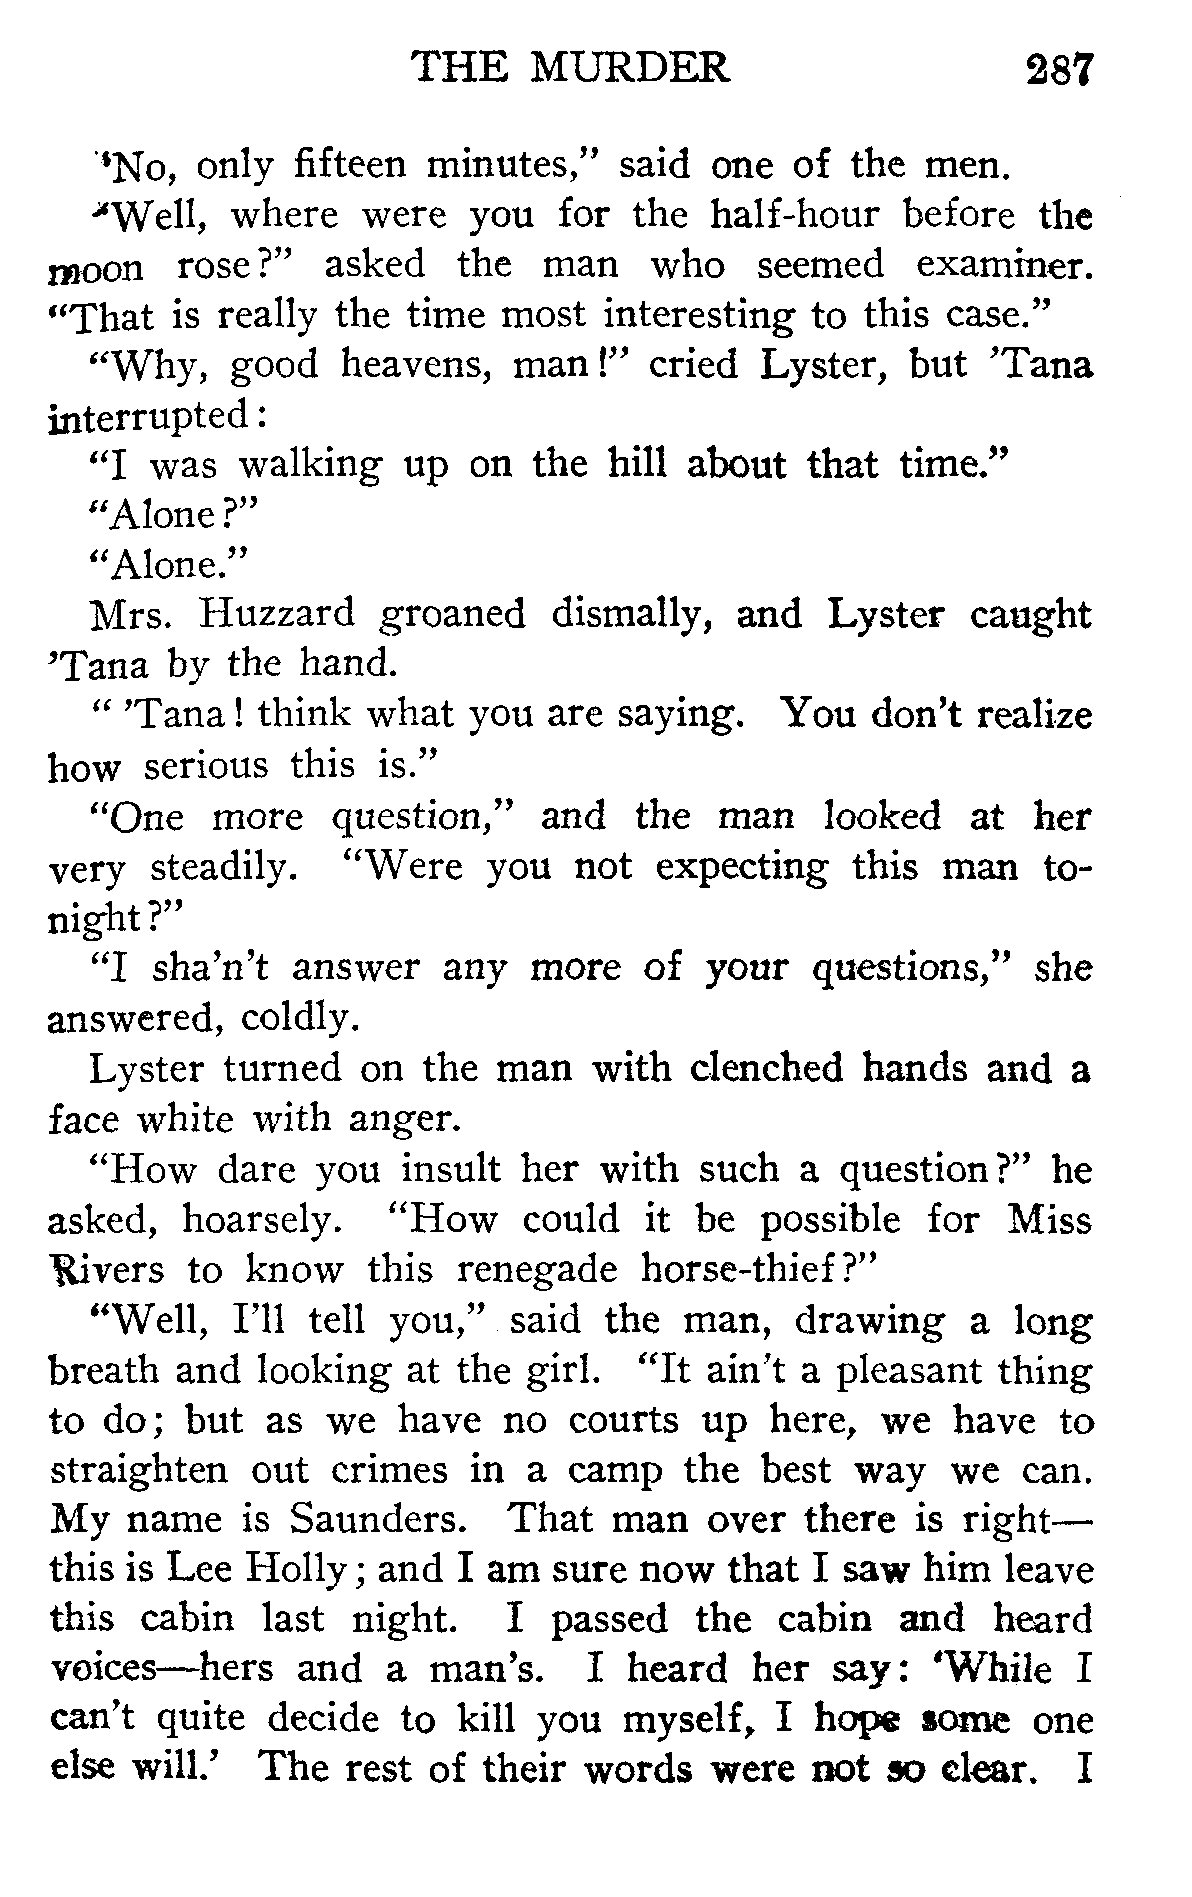 THE MURDER 287
"No, only fifteen minutes," said one of the men.
"Well, where were you for the half-hour before the
moon rose?" asked the man who seemed examiner.
"That is really the time most interesting to this case."
"Why, good heavens, man!" cried Lyster, but 'Tana
interrupted:
"I was walking up on the hill about that time."
"Alone?"
"Alone."
Mrs. Huzzard groaned dismally, and Lyster caught
'Tana by the hand.
" 'Tana! think what you are saying. You don't realize
how serious this is."
"One more question," and the man looked at her
very steadily. "Were you not expecting this man to-
night?"
"I sha'n't answer any more of your questions," she
answered, coldly.
Lyster turned on the man with clenched hands and a
face white with anger.
"How dare you insult her with such a question?" he
asked, hoarsely. "How could it be possible for Miss
Rivers to know this renegade horse-thief?"
"Well, I'll tell you," said the man, drawing a long
breath and looking at the girl. "It ain't a pleasant thing
to do; but as we have no courts up here, we have to
straighten out crimes in a camp the best way we can.
My name is Saunders. That man over there is right—
this is Lee Holly; and I am sure now that I saw him leave
this cabin last night. I passed the cabin and heard
voices—hers and a man's. I heard her say: 'While I
can't quite decide to kill you myself, I hope some one
else will.' The rest of their words were not so clear. I